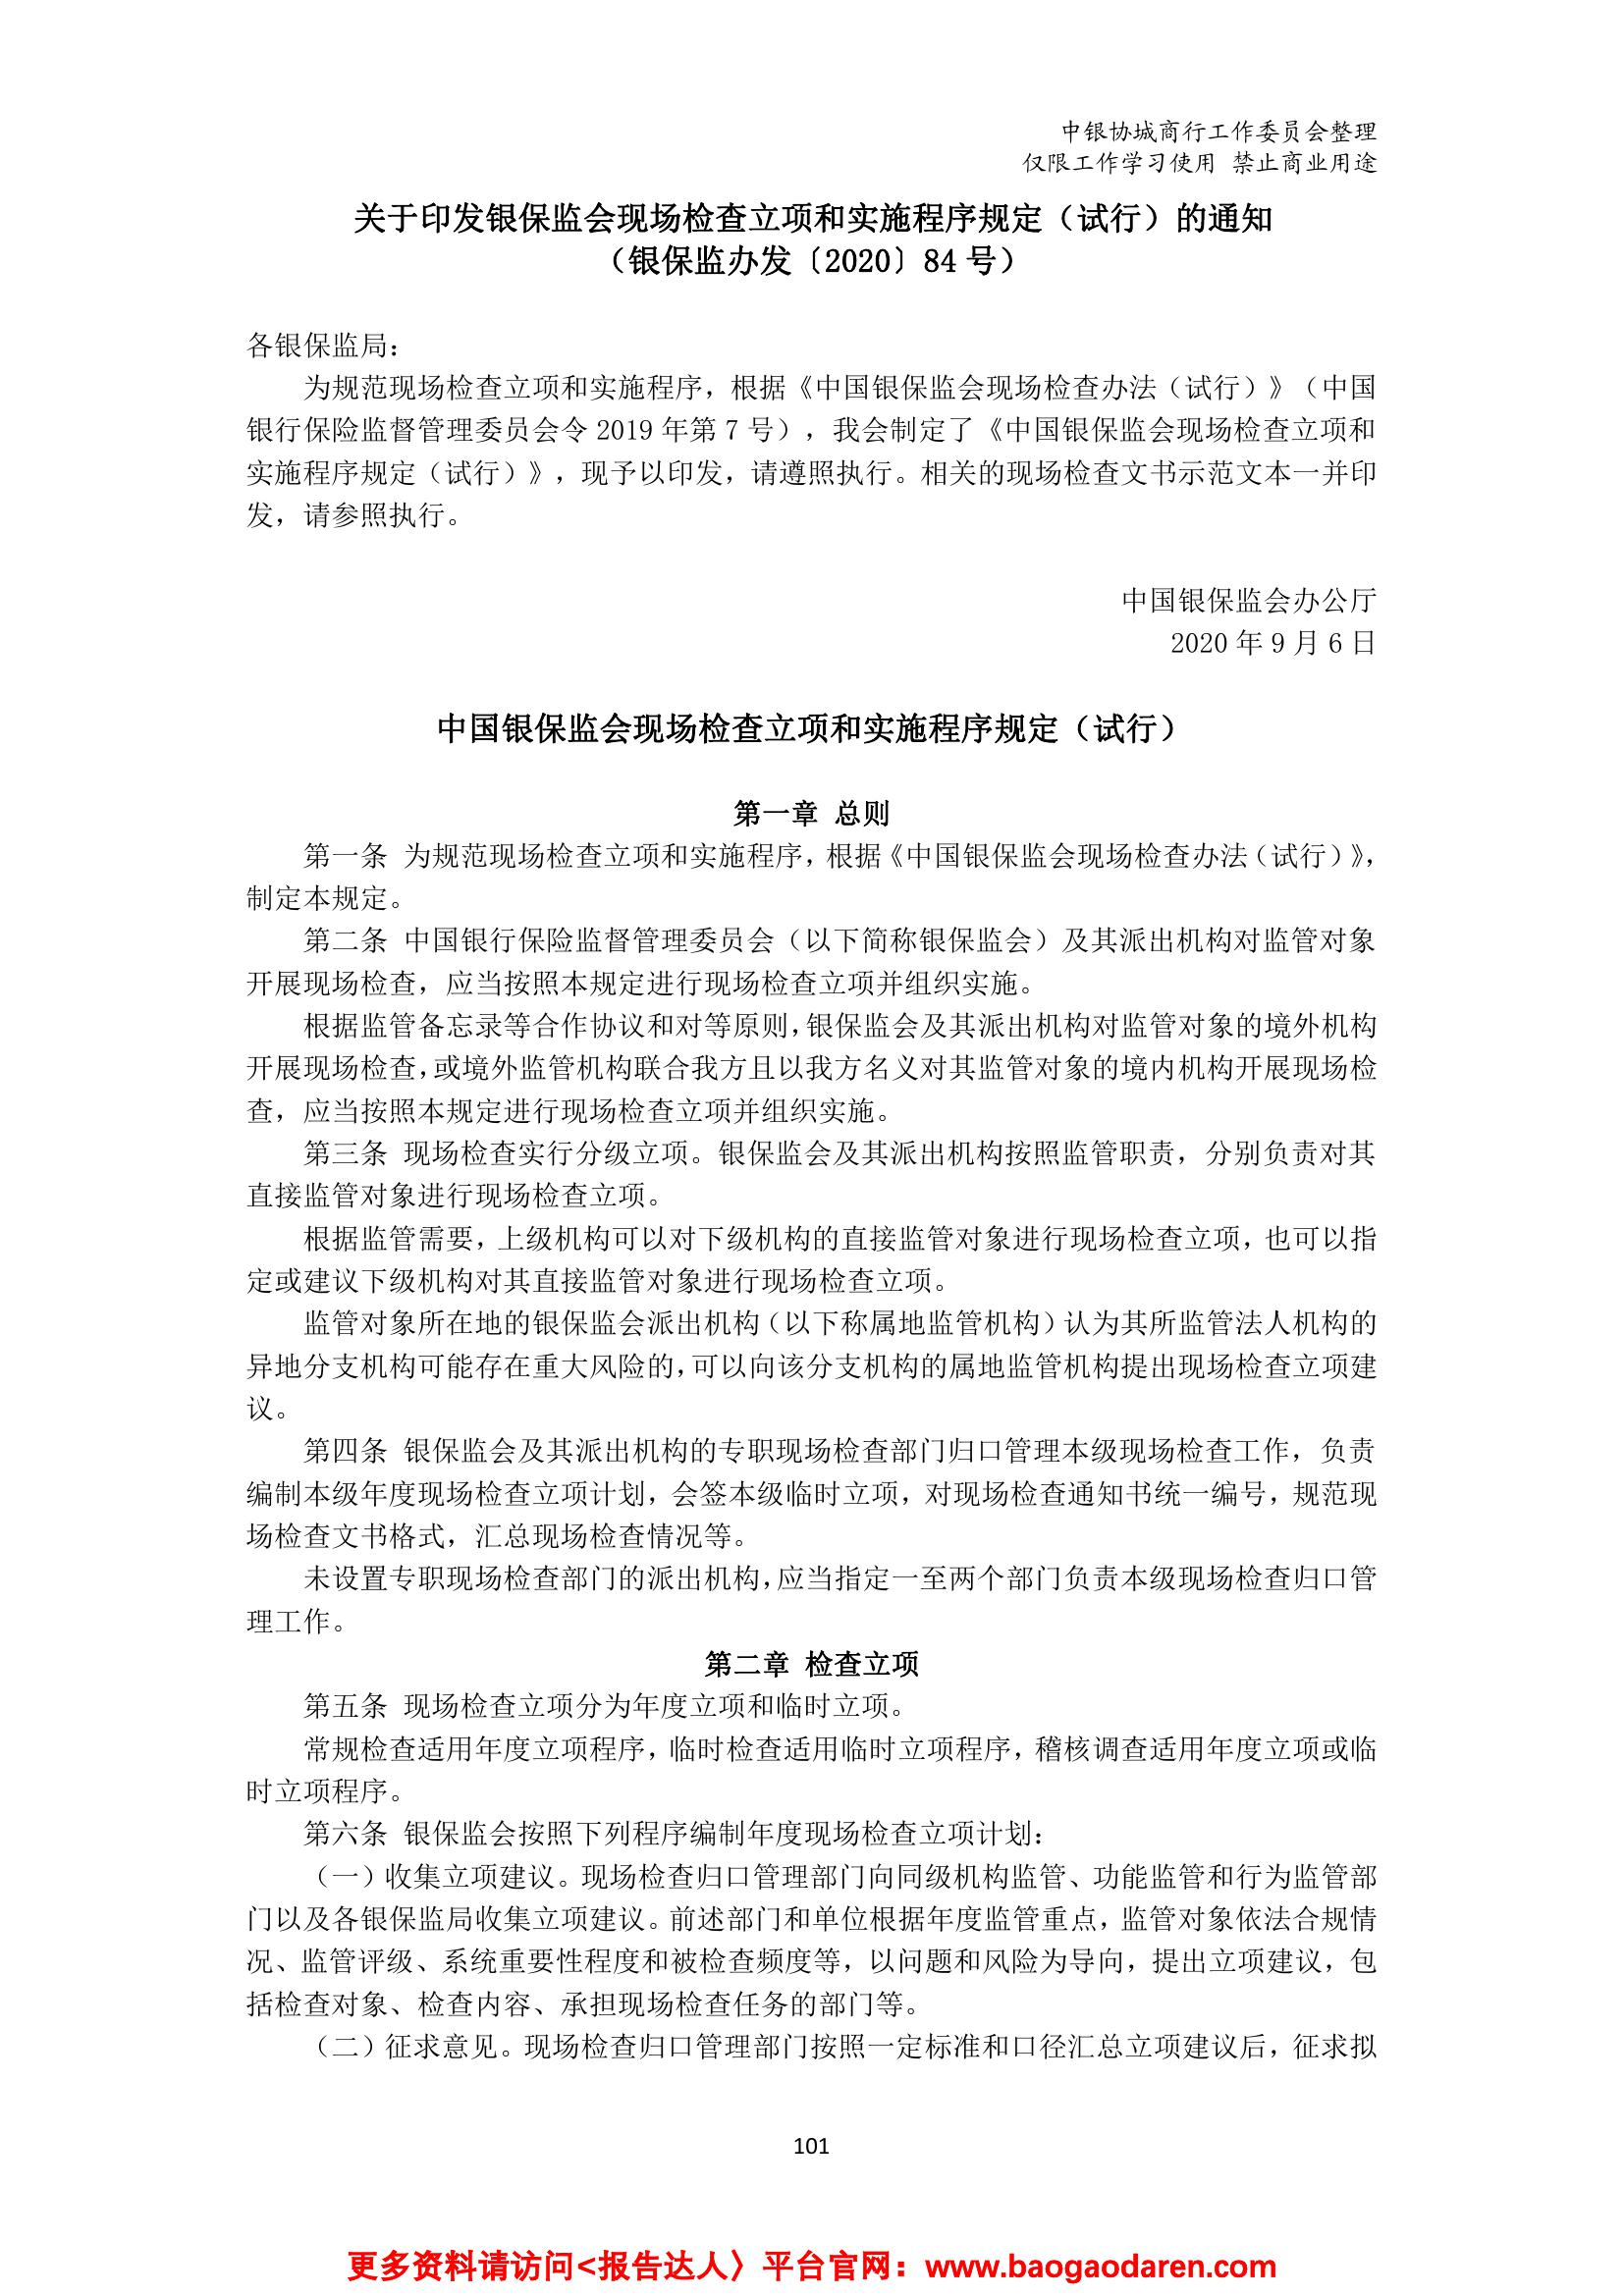 中银协城商行工作委员会整理
仅限工作学习使用 禁止商业用途
关于印发银保监会现场检查立项和实施程序规定（试行）的通知
（银保监办发〔2020〕84 号）
各银保监局：
为规范现场检查立项和实施程序，根据《中国银保监会现场检查办法（试行）》（中国
银行保险监督管理委员会令 2019 年第 7 号），我会制定了《中国银保监会现场检查立项和
实施程序规定（试行）》，现予以印发，请遵照执行。相关的现场检查文书示范文本一并印
发，请参照执行。
中国银保监会办公厅
2020 年 9 月 6 日
中国银保监会现场检查立项和实施程序规定（试行）
第一章 总则
第一条 为规范现场检查立项和实施程序，根据《中国银保监会现场检查办法（试行）》，
制定本规定。
第二条 中国银行保险监督管理委员会（以下简称银保监会）及其派出机构对监管对象
开展现场检查，应当按照本规定进行现场检查立项并组织实施。
根据监管备忘录等合作协议和对等原则，银保监会及其派出机构对监管对象的境外机构
开展现场检查，或境外监管机构联合我方且以我方名义对其监管对象的境内机构开展现场检
查，应当按照本规定进行现场检查立项并组织实施。
第三条 现场检查实行分级立项。银保监会及其派出机构按照监管职责，分别负责对其
直接监管对象进行现场检查立项。
根据监管需要，上级机构可以对下级机构的直接监管对象进行现场检查立项，也可以指
定或建议下级机构对其直接监管对象进行现场检查立项。
监管对象所在地的银保监会派出机构（以下称属地监管机构）认为其所监管法人机构的
异地分支机构可能存在重大风险的，可以向该分支机构的属地监管机构提出现场检查立项建
议。
第四条 银保监会及其派出机构的专职现场检查部门归口管理本级现场检查工作，负责
编制本级年度现场检查立项计划，会签本级临时立项，对现场检查通知书统一编号，规范现
场检查文书格式，汇总现场检查情况等。
未设置专职现场检查部门的派出机构，应当指定一至两个部门负责本级现场检查归口管
理工作。
第二章 检查立项
第五条 现场检查立项分为年度立项和临时立项。
常规检查适用年度立项程序，临时检查适用临时立项程序，稽核调查适用年度立项或临
时立项程序。
第六条 银保监会按照下列程序编制年度现场检查立项计划：
（一）收集立项建议。现场检查归口管理部门向同级机构监管、功能监管和行为监管部
门以及各银保监局收集立项建议。前述部门和单位根据年度监管重点，监管对象依法合规情
况、监管评级、系统重要性程度和被检查频度等，以问题和风险为导向，提出立项建议，包
括检查对象、检查内容、承担现场检查任务的部门等。
（二）征求意见。现场检查归口管理部门按照一定标准和口径汇总立项建议后，征求拟
101
更多资料请访问<报告达人〉平台官网：www.baogaodaren.com